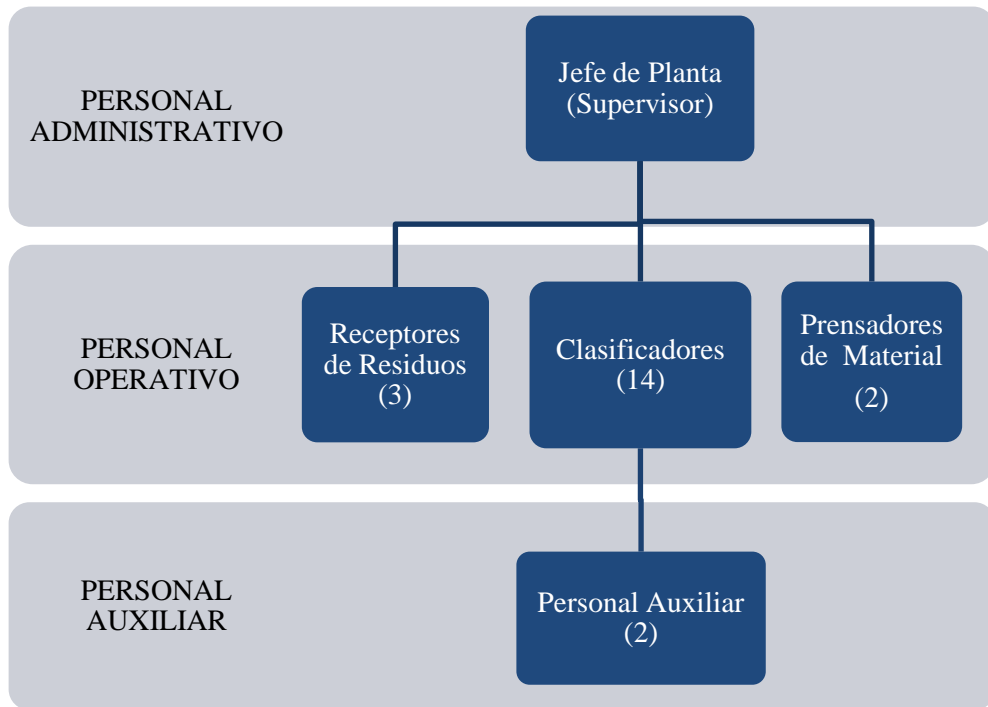 PERSONAL
ADMINISTRATIVO
Jefe de Planta
(Supervisor)
PERSONAL
OPERATIVO
Receptores
de Residuos
(3)
Clasificadores
(14)
Prensadores
de Material
(2)
PERSONAL
AUXILIAR
Personal Auxiliar
(2)